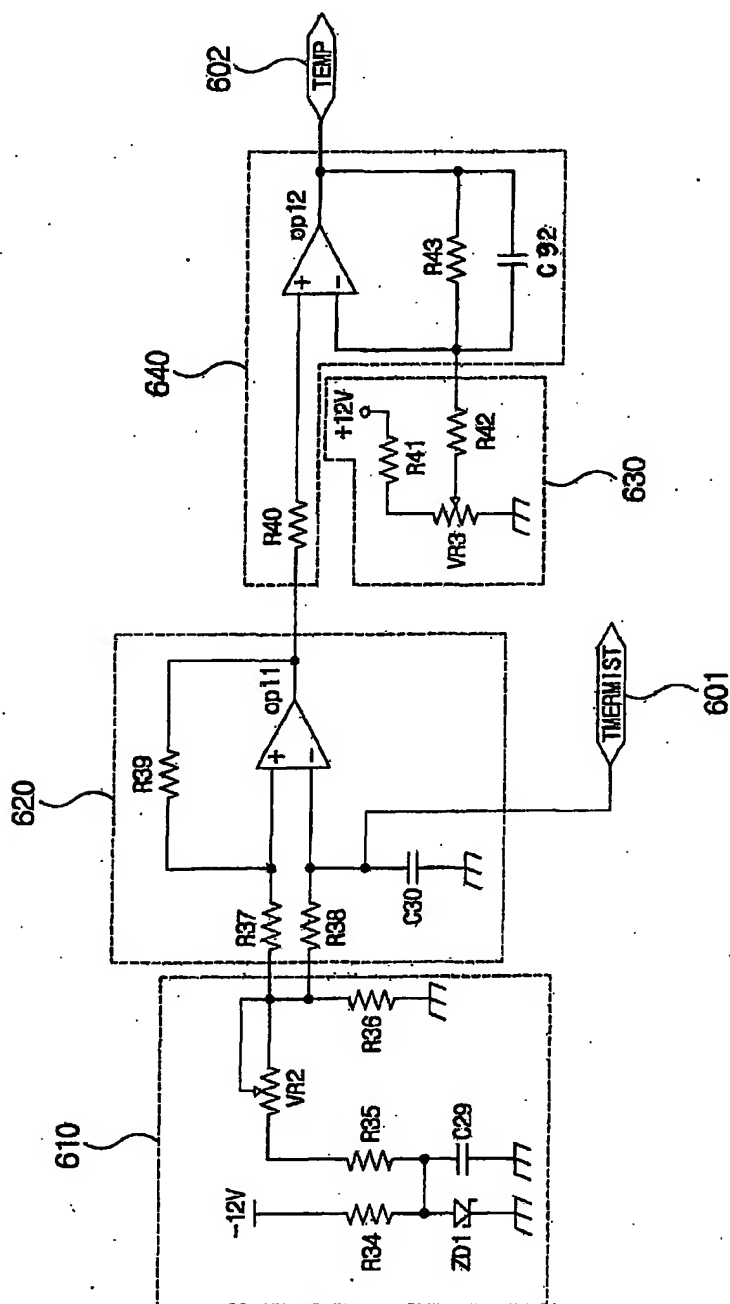 610
620
640
602
-12V
VR2
R34
R35
ZD1
C29
R36
R37
R38
R39
op11
+
-
C30
TMERMIST
601
R40
+12V
R41
VR3
R42
630
op12
+
-
R43
C 92
TEMP